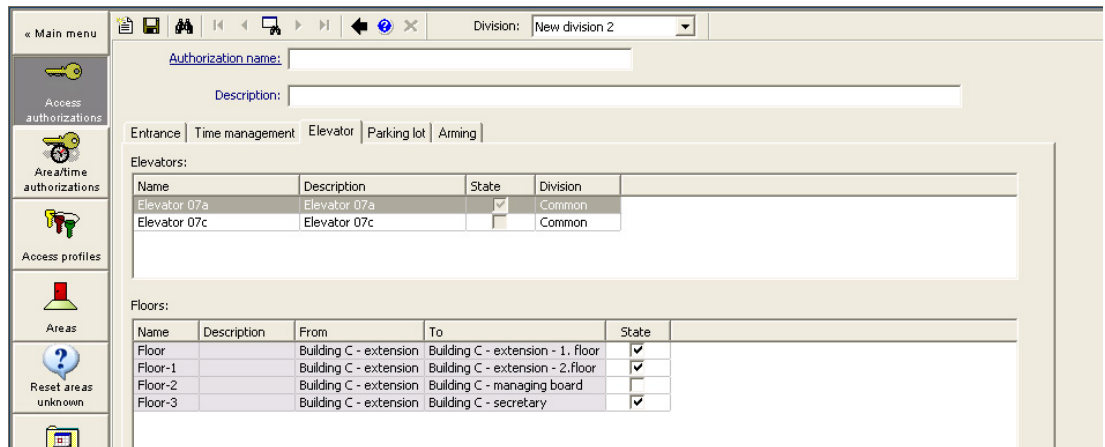 « Main menu
Division: New division 2
Authorization name:
Description:
Access
authorizations
Area/time
authorizations
Access profiles
Areas
Reset areas
unknown
Entrance Time management Elevator Parking lot Arming
Elevators:
Name Description State Division
Elevator 07a Elevator 07a Common
Elevator 07c Elevator 07c Common
Floors:
Name Description From To State
Floor Building C - extension Building C - extension - 1. floor
Floor-1 Building C - extension Building C - extension - 2.floor
Floor-2 Building C - extension Building C - managing board
Floor-3 Building C - extension Building C - secretary